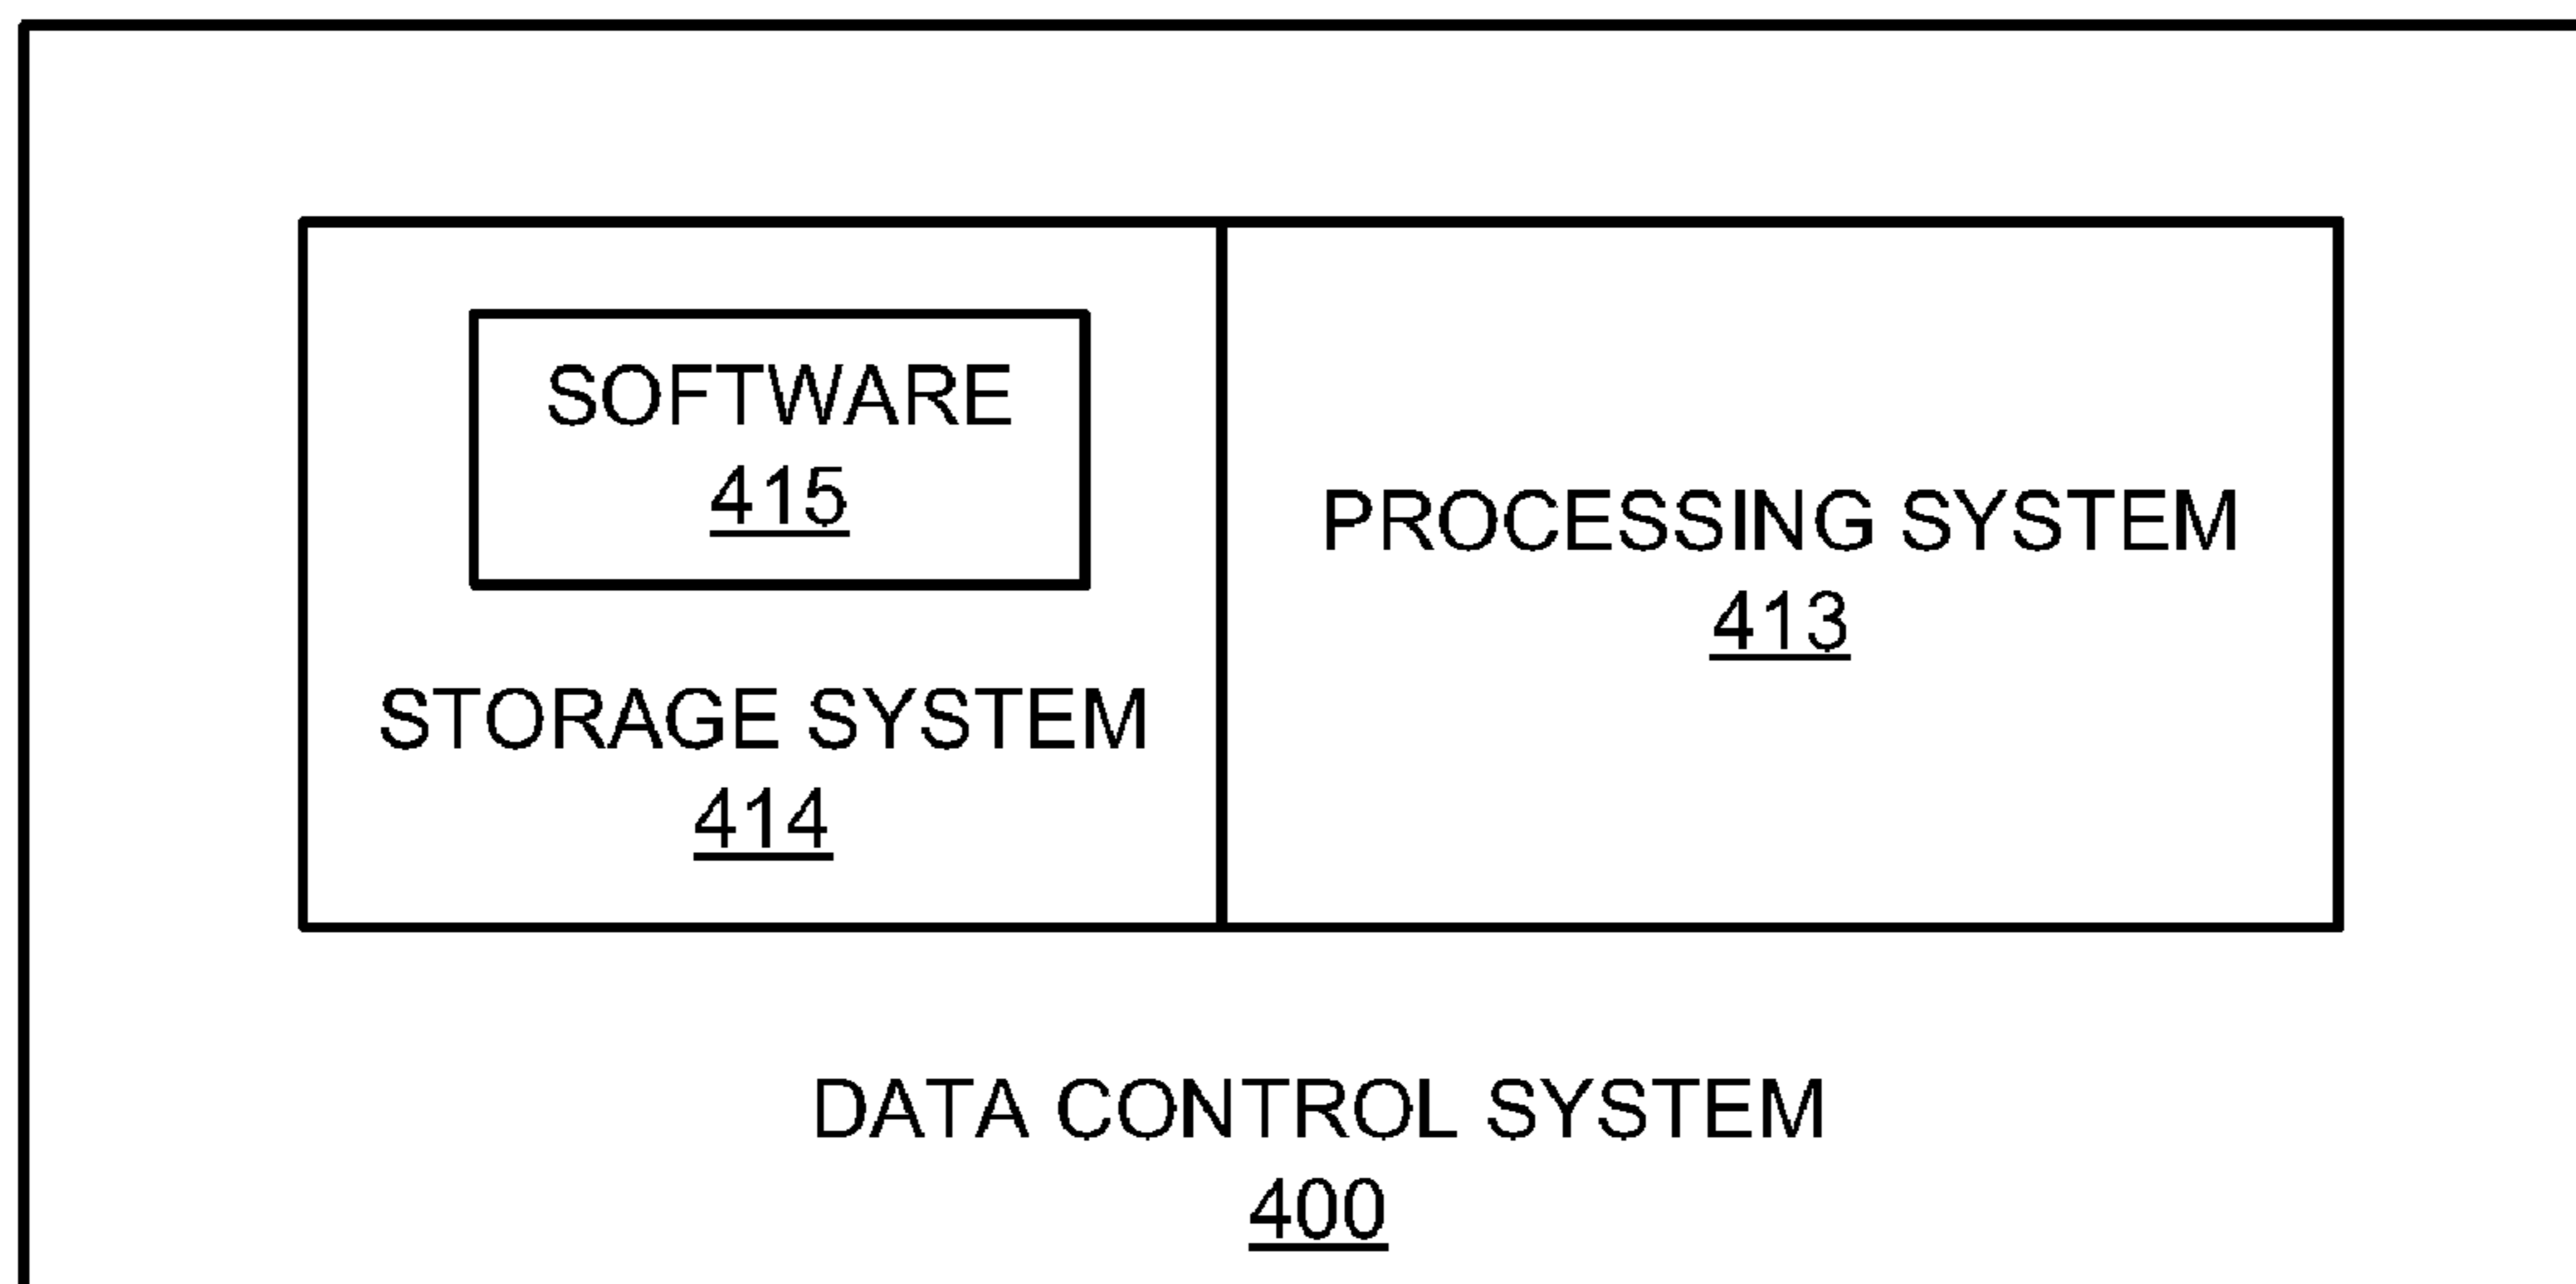 SOFTWARE
415
STORAGE SYSTEM
414
PROCESSING SYSTEM
413
DATA CONTROL SYSTEM
400